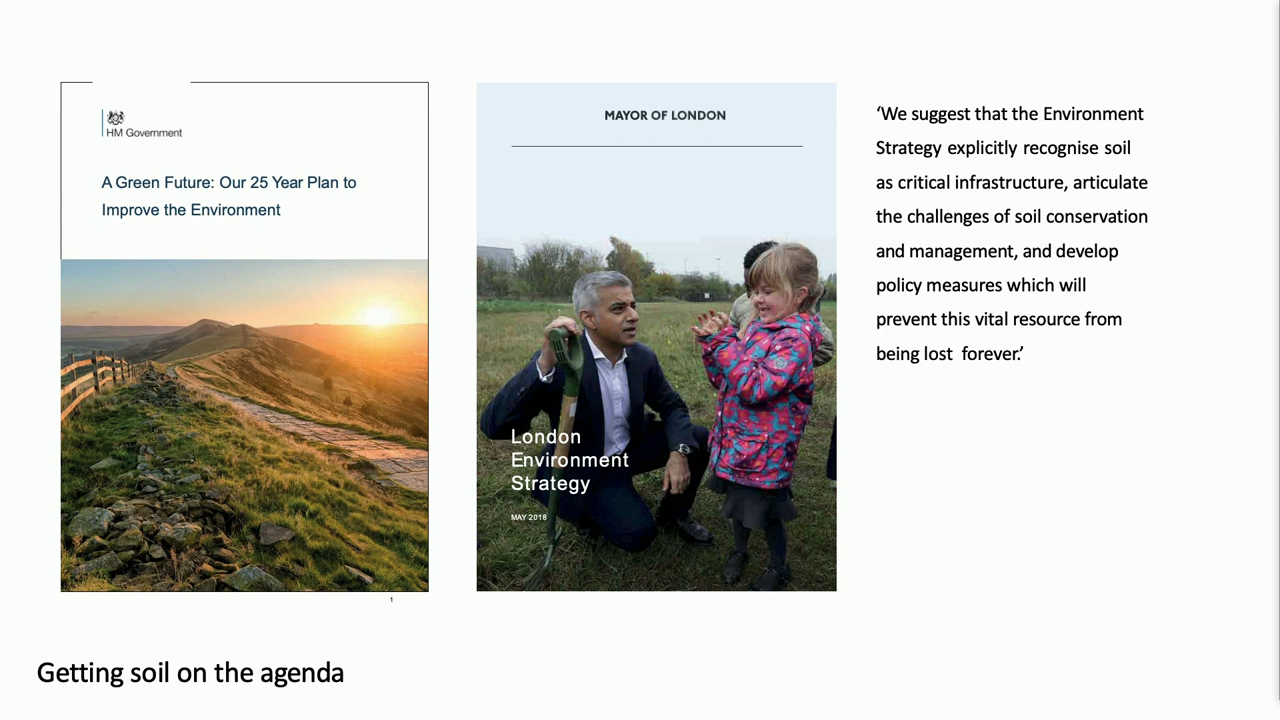 HM Government
A Green Future: Our 25 Year Plan to
Improve the Environment
1
MAYOR OF LONDON
London
Environment
Strategy
MAY 2018
‘We suggest that the Environment
Strategy explicitly recognise soil
as critical infrastructure, articulate
the challenges of soil conservation
and management, and develop
policy measures which will
prevent this vital resource from
being lost forever.’
Getting soil on the agenda